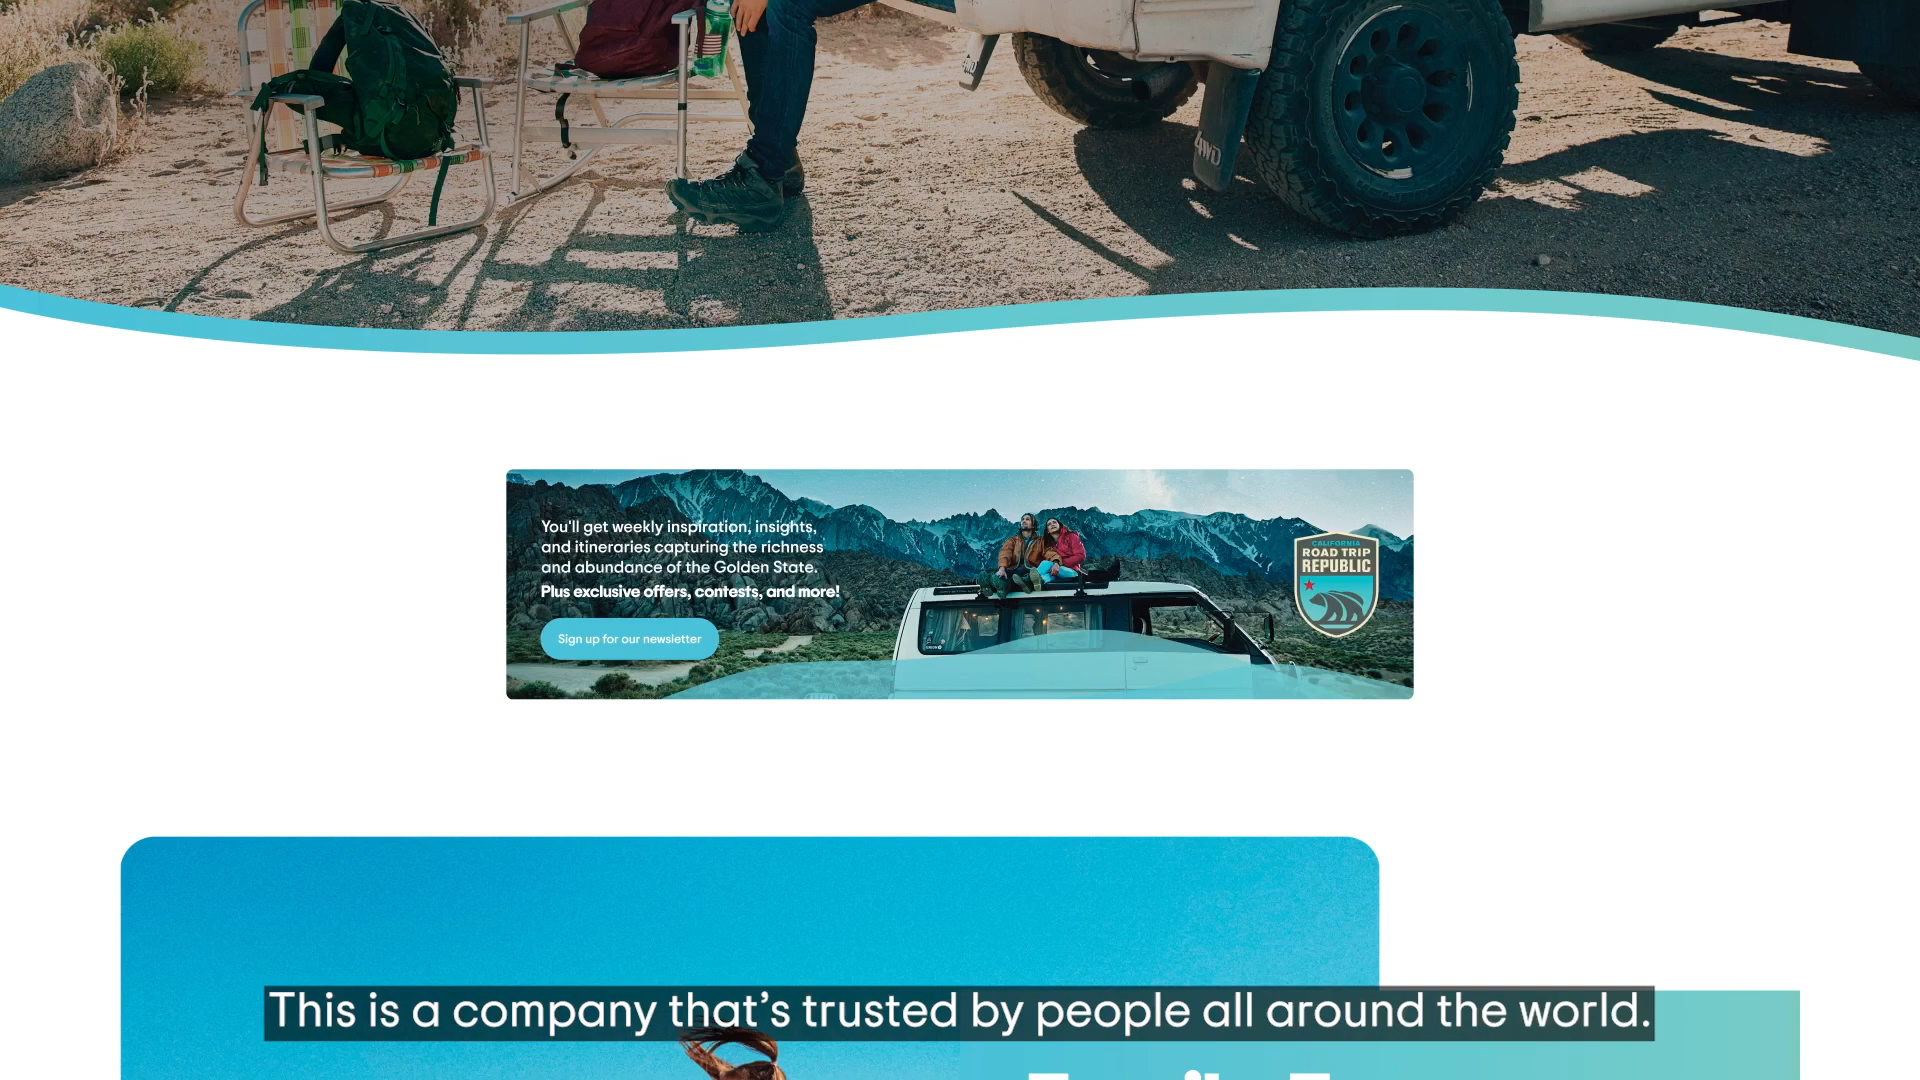 4WD
You'll get weekly inspiration, insights,
and itineraries capturing the richness
and abundance of the Golden State.
Plus exclusive offers, contests, and more!
Sign up for our newsletter
CALIFORNIA
ROAD TRIP
REPUBLIC
This is a company that’s trusted by people all around the world.